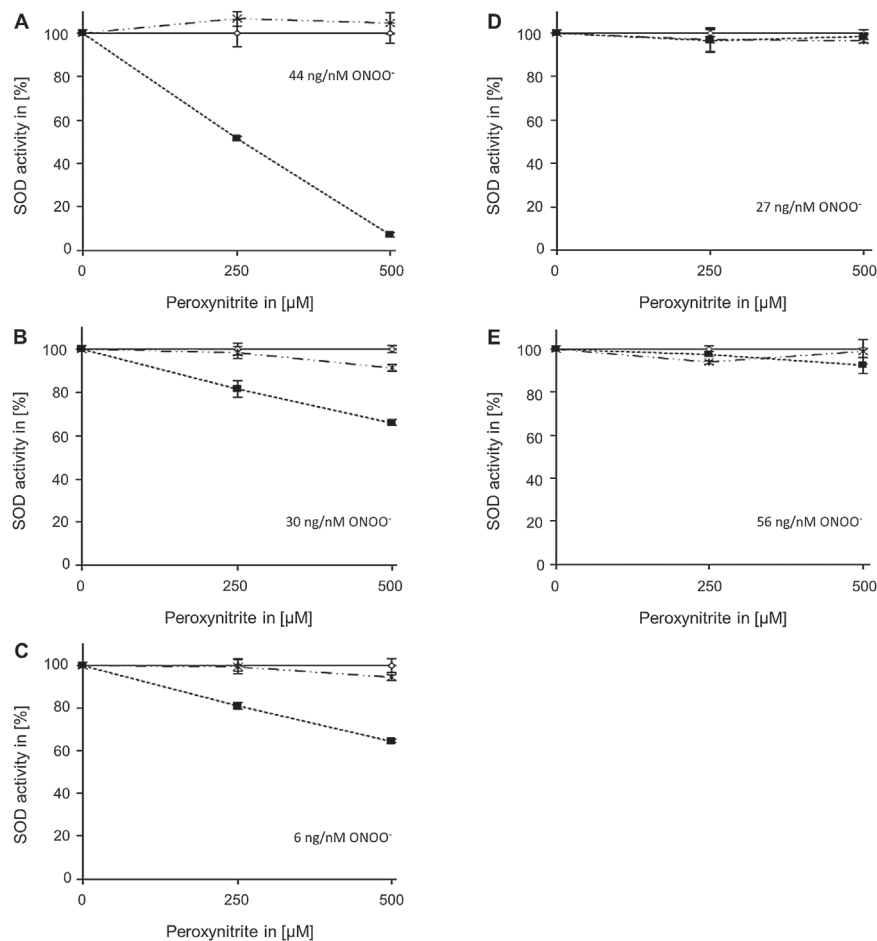 A
SOD activity in [%]
100
80
60
40
20
0
44 ng/nM ONOO⁻
0 250 500
Peroxynitrite in [µM]
B
SOD activity in [%]
100
80
60
40
20
0
30 ng/nM ONOO⁻
0 250 500
Peroxynitrite in [µM]
C
SOD activity in [%]
100
80
60
40
20
0
6 ng/nM ONOO⁻
0 250 500
Peroxynitrite in [µM]
D
SOD activity in [%]
100
80
60
40
20
0
27 ng/nM ONOO⁻
0 250 500
Peroxynitrite in [µM]
E
SOD activity in [%]
100
80
60
40
20
0
56 ng/nM ONOO⁻
0 250 500
Peroxynitrite in [µM]